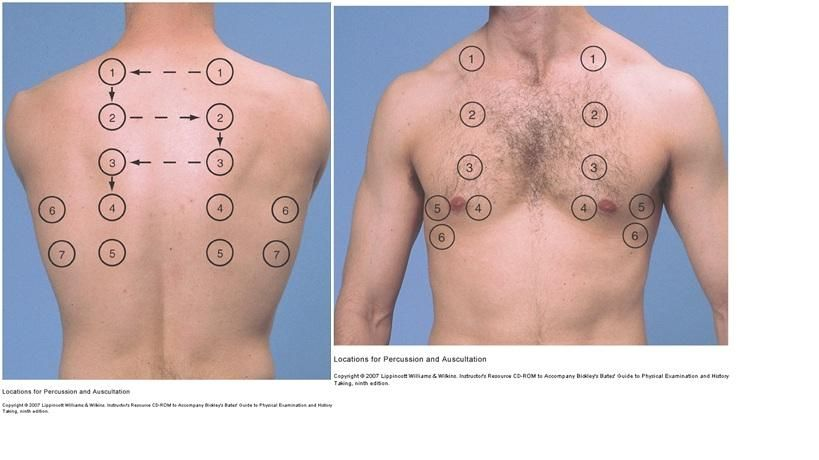 1 1
2 2
3 3
4 4
6 6
5 5
7 7
Locations for Percussion and Auscultation
Copyright © 2007 Lippincott Williams & Wilkins. Instructor's Resource CD-ROM to Accompany Bickley's Bates' Guide to Physical Examination and History
Taking, ninth edition.
1 1
2 2
3 3
5 4 4 5
6 6
Locations for Percussion and Auscultation
Copyright © 2007 Lippincott Williams & Wilkins. Instructor's Resource CD-ROM to Accompany Bickley's Bates' Guide to Physical Examination and History
Taking, ninth edition.